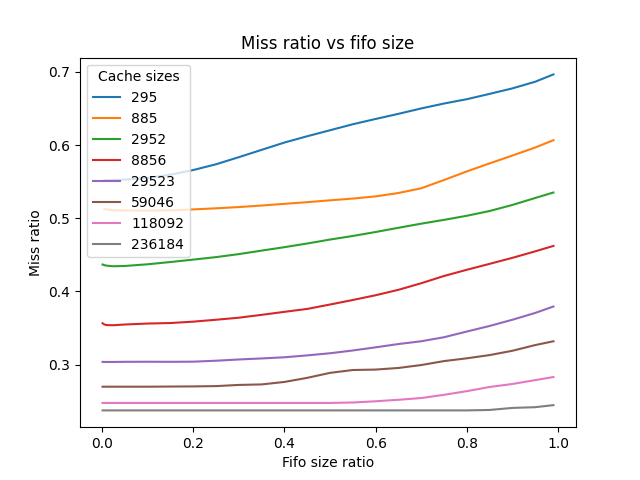 Miss ratio vs fifo size
Cache sizes
295
885
2952
8856
29523
59046
118092
236184
Miss ratio
0.7
0.6
0.5
0.4
0.3
0.0 0.2 0.4 0.6 0.8 1.0
Fifo size ratio